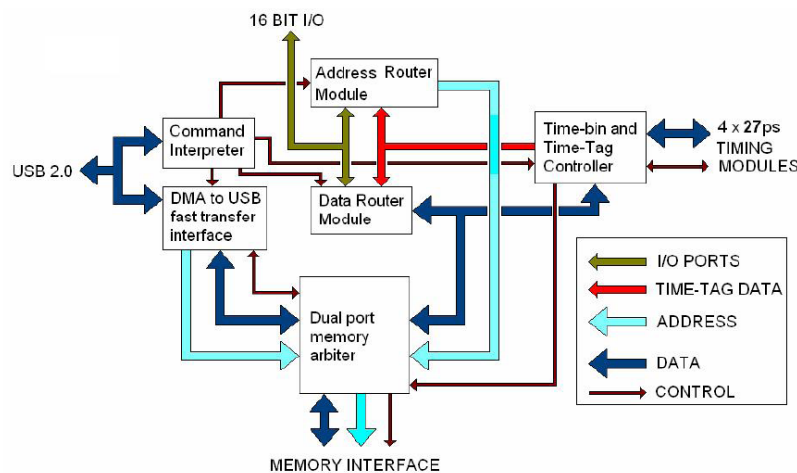 16 BIT I/O
Address Router
Module
Command
Interpreter
Time-bin and
Time-Tag
Controller
4 x 27ps
TIMING
MODULES
USB 2.0
DMA to USB
fast transfer
interface
Data Router
Module
Dual port
memory
arbiter
I/O PORTS
TIME-TAG DATA
ADDRESS
DATA
CONTROL
MEMORY INTERFACE